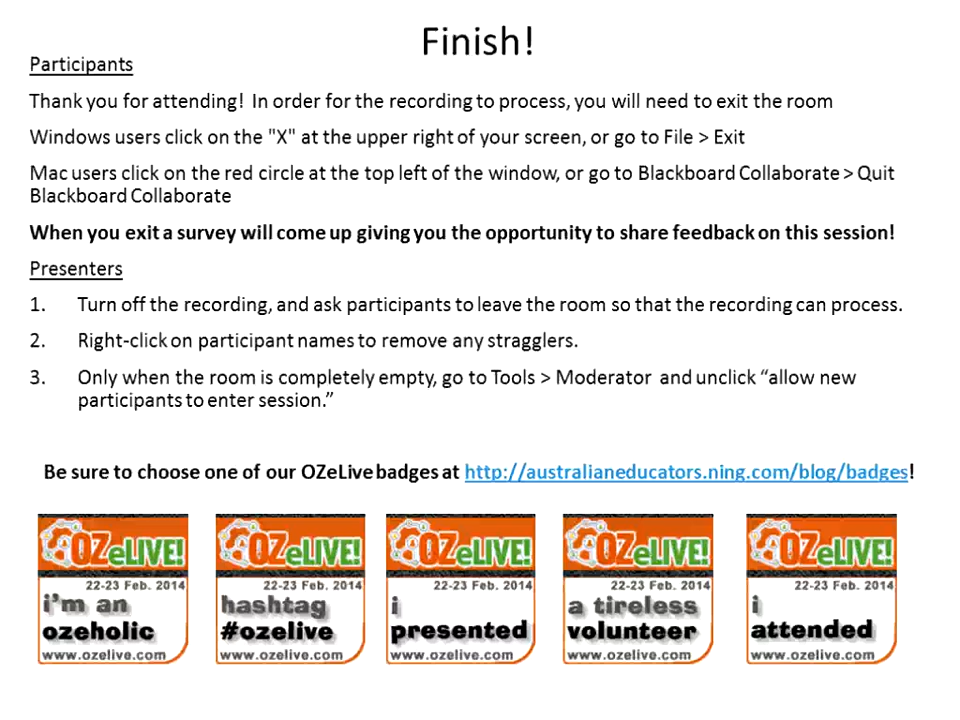 Finish!
Participants
Thank you for attending! In order for the recording to process, you will need to exit the room
Windows users click on the "X" at the upper right of your screen, or go to File > Exit
Mac users click on the red circle at the top left of the window, or go to Blackboard Collaborate > Quit
Blackboard Collaborate
When you exit a survey will come up giving you the opportunity to share feedback on this session!
Presenters
1. Turn off the recording, and ask participants to leave the room so that the recording can process.
2. Right-click on participant names to remove any stragglers.
3. Only when the room is completely empty, go to Tools > Moderator and unclick “allow new
participants to enter session.”
Be sure to choose one of our OZeLive badges at http://australianeducators.ning.com/blog/badges!
OZeLIVE!
22-23 Feb. 2014
i'm an
ozeholic
www.ozelive.com
OZeLIVE!
22-23 Feb. 2014
hashtag
#ozelive
www.ozelive.com
OZeLIVE!
22-23 Feb. 2014
i
presented
www.ozelive.com
OZeLIVE!
22-23 Feb. 2014
a tireless
volunteer
www.ozelive.com
OZeLIVE!
22-23 Feb. 2014
i
attended
www.ozelive.com